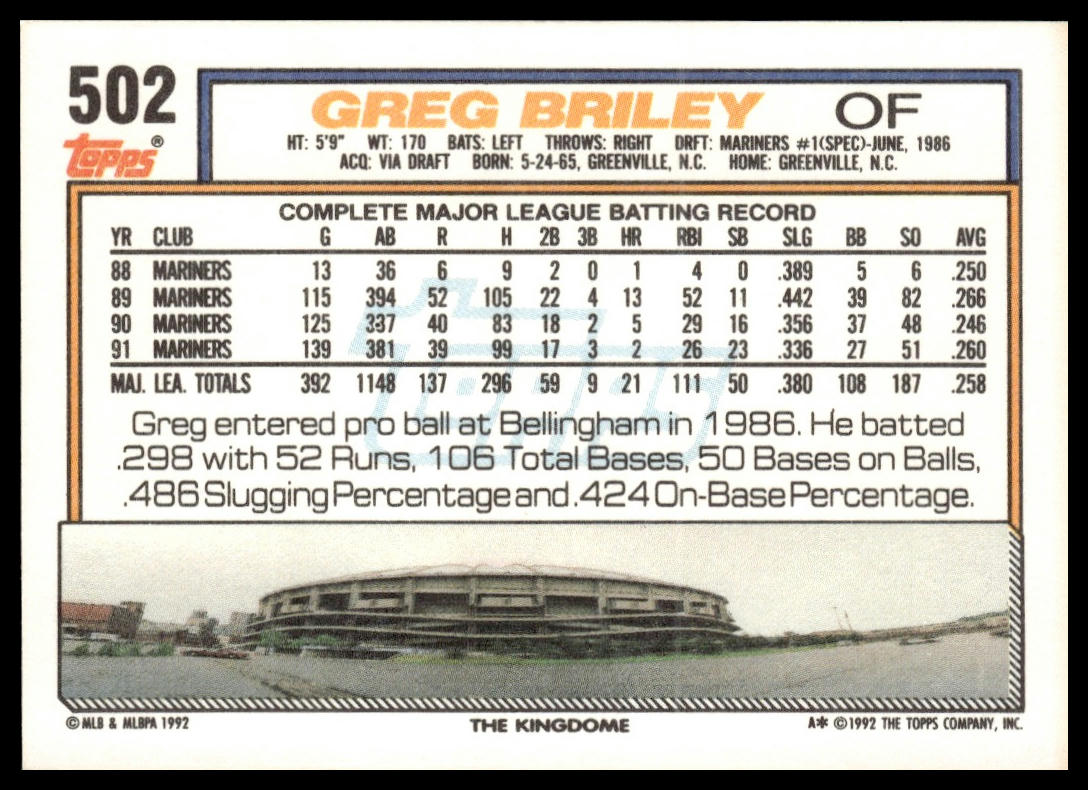 502
Topps®
GREG BRILEY OF
HT: 5'9" WT: 170 BATS: LEFT THROWS: RIGHT DRFT: MARINERS #1(SPEC)-JUNE, 1986
ACQ: VIA DRAFT BORN: 5-24-65, GREENVILLE, N.C. HOME: GREENVILLE, N.C.
COMPLETE MAJOR LEAGUE BATTING RECORD
YR CLUB G AB R H 2B 3B HR RBI SB SLG BB SO AVG
88 MARINERS 13 36 6 9 2 0 1 4 0 .389 5 6 .250
89 MARINERS 115 394 52 105 22 4 13 52 11 .442 39 82 .266
90 MARINERS 125 337 40 83 18 2 5 29 16 .356 37 48 .246
91 MARINERS 139 381 39 99 17 3 2 26 23 .336 27 51 .260
MAJ. LEA. TOTALS 392 1148 137 296 59 9 21 111 50 .380 108 187 .258
Topps
Greg entered pro ball at Bellingham in 1986. He batted
.298 with 52 Runs, 106 Total Bases, 50 Bases on Balls,
.486 Slugging Percentage and .424 On-Base Percentage.
© MLB & MLBPA 1992 THE KINGDOME A* © 1992 THE TOPPS COMPANY, INC.